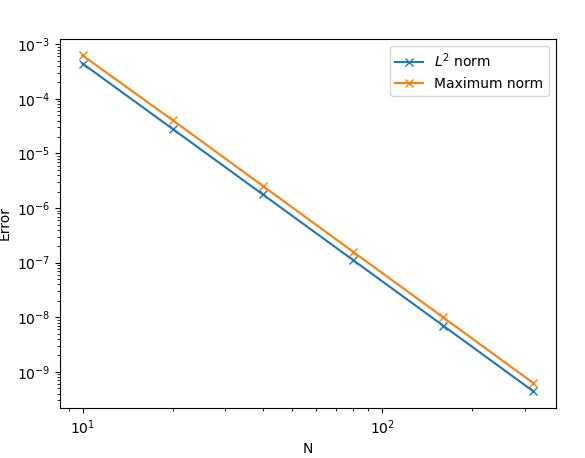 10⁻³
10⁻⁴
10⁻⁵
10⁻⁶
10⁻⁷
10⁻⁸
10⁻⁹
Error
L² norm
Maximum norm
10¹
10²
N